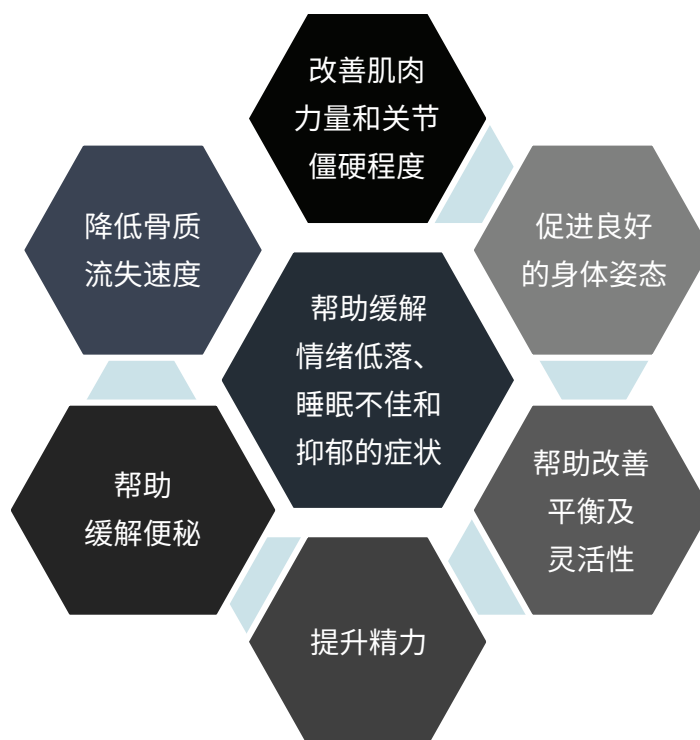 改善肌肉
力量和关节
僵硬程度
促进良好
的身体姿态
降低骨质
流失速度
帮助缓解
情绪低落、
睡眠不佳和
抑郁的症状
帮助改善
平衡及
灵活性
帮助
缓解便秘
提升精力